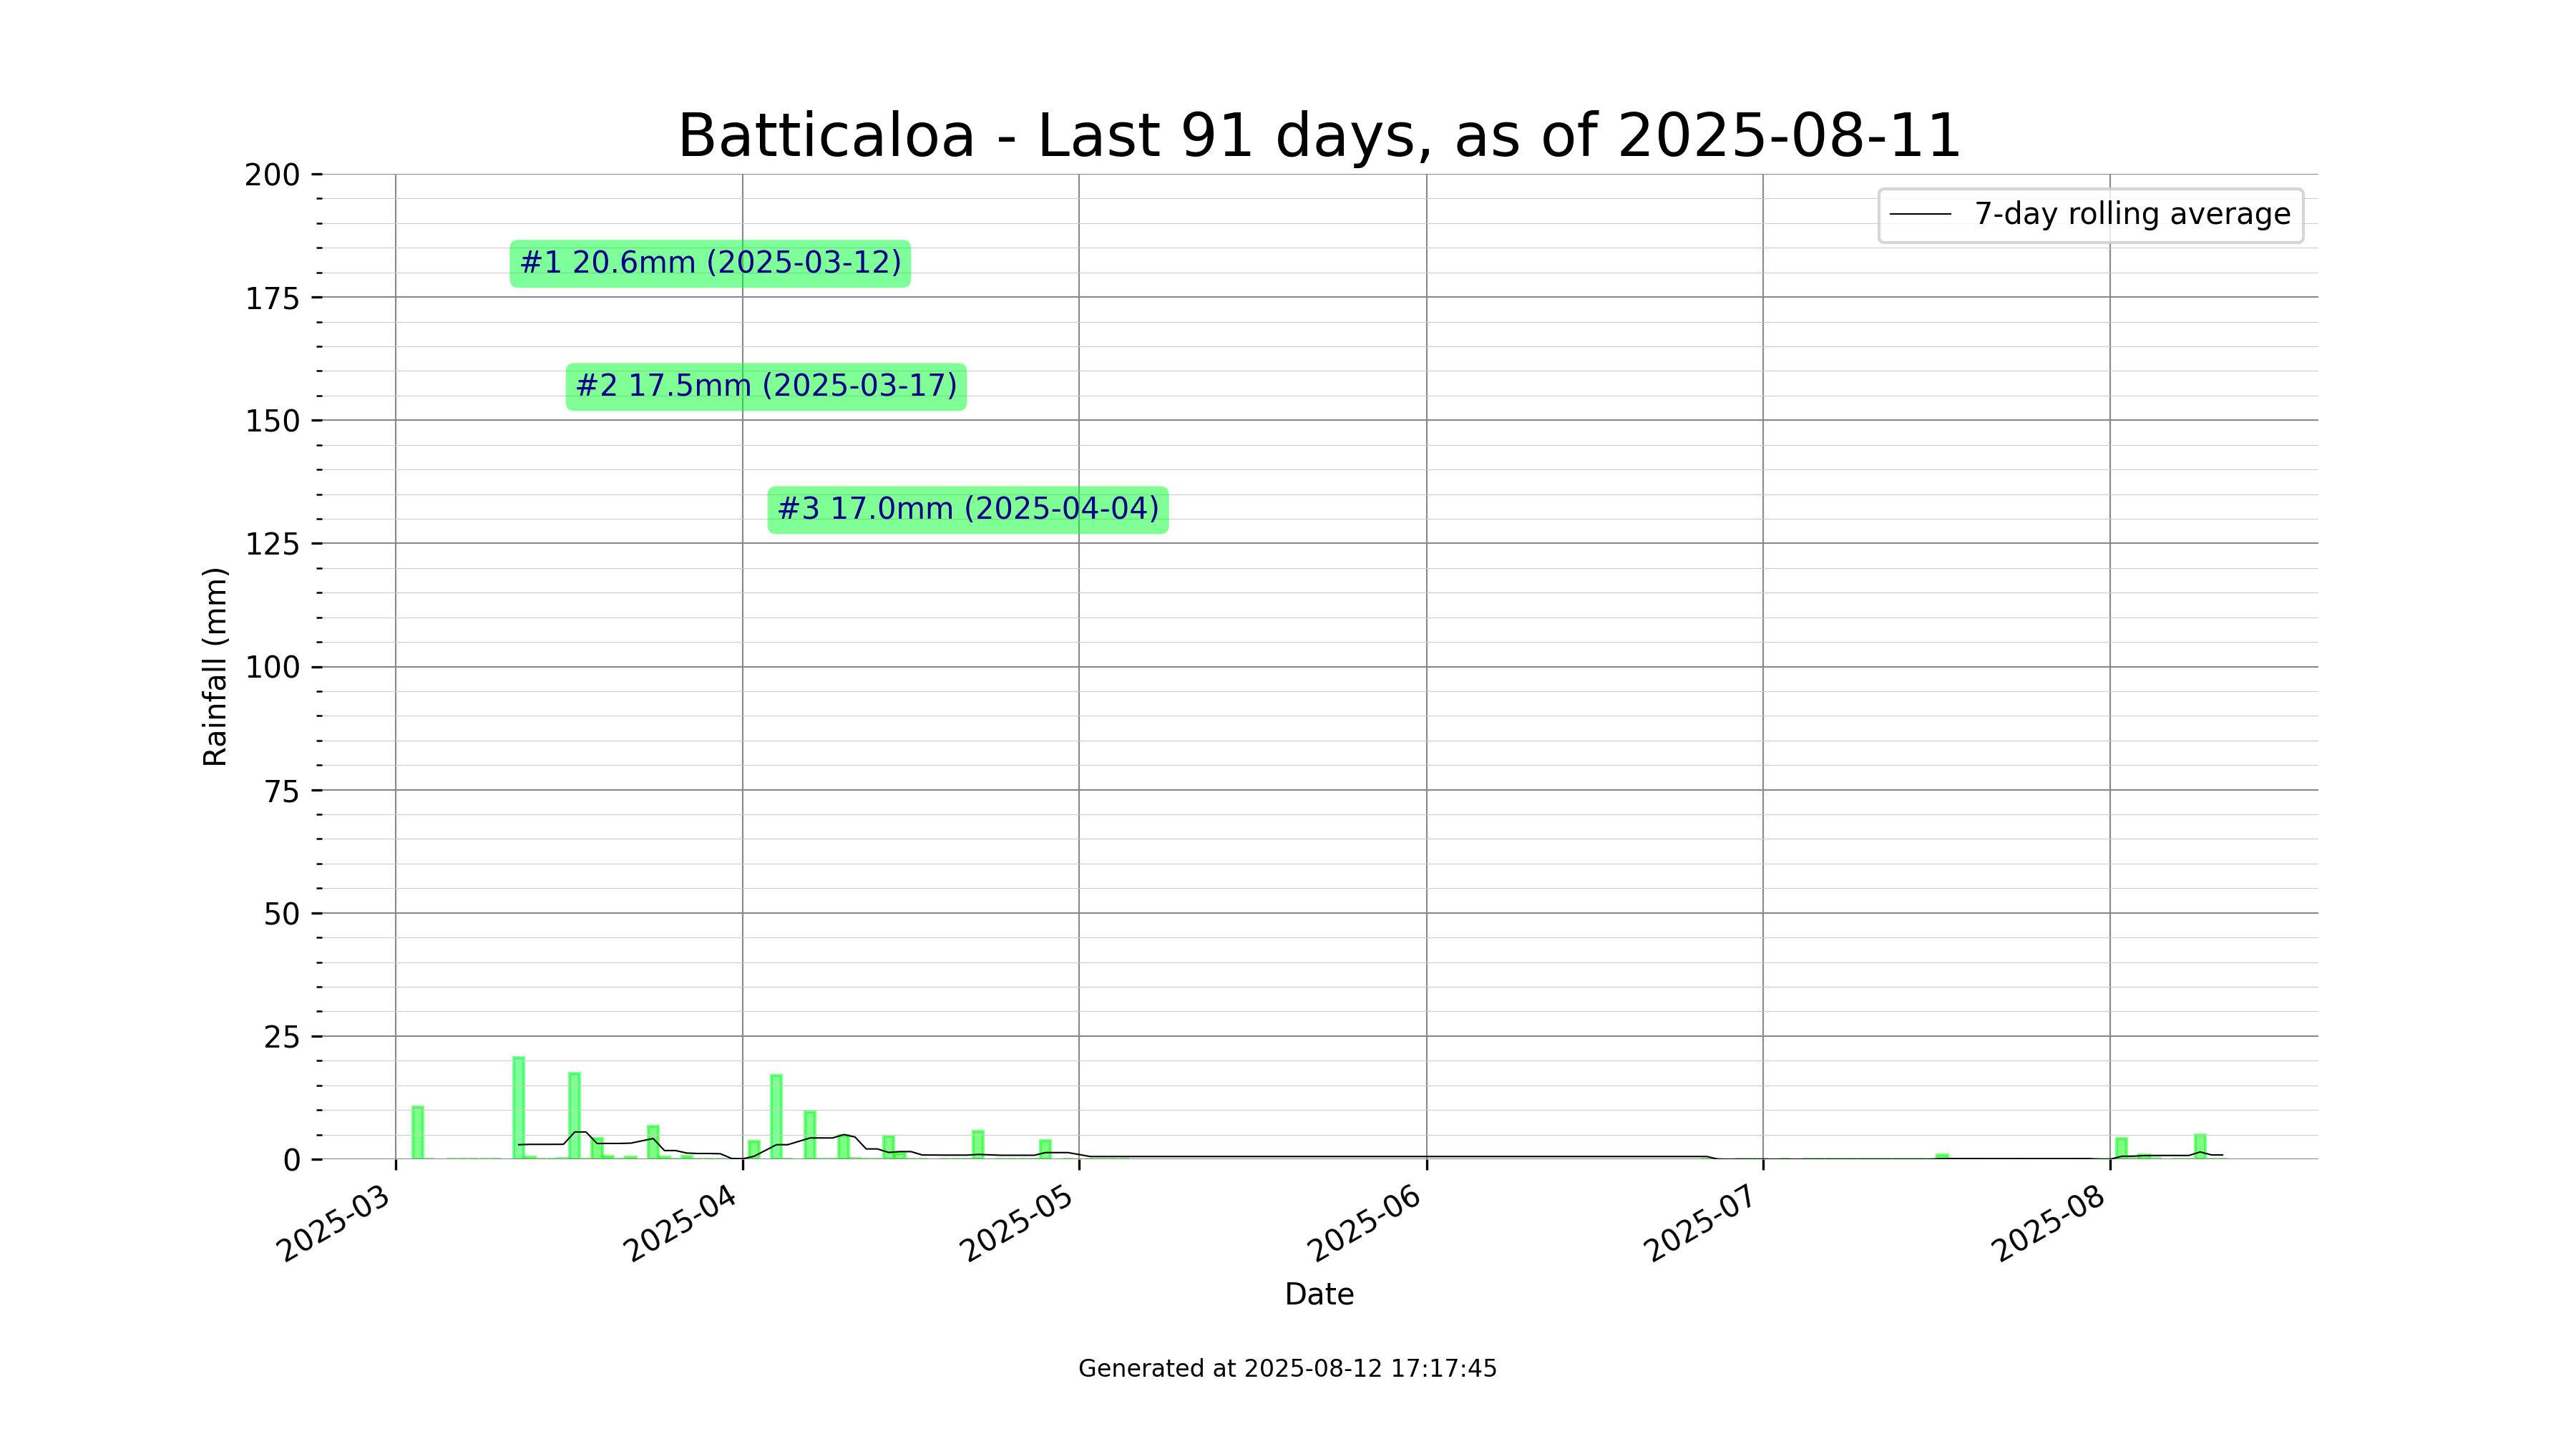 Batticaloa - Last 91 days, as of 2025-08-11
200
175
150
125
100
75
50
25
0
Rainfall (mm)
7-day rolling average
#1 20.6mm (2025-03-12)
#2 17.5mm (2025-03-17)
#3 17.0mm (2025-04-04)
2025-03
2025-04
2025-05
2025-06
2025-07
2025-08
Date
Generated at 2025-08-12 17:17:45